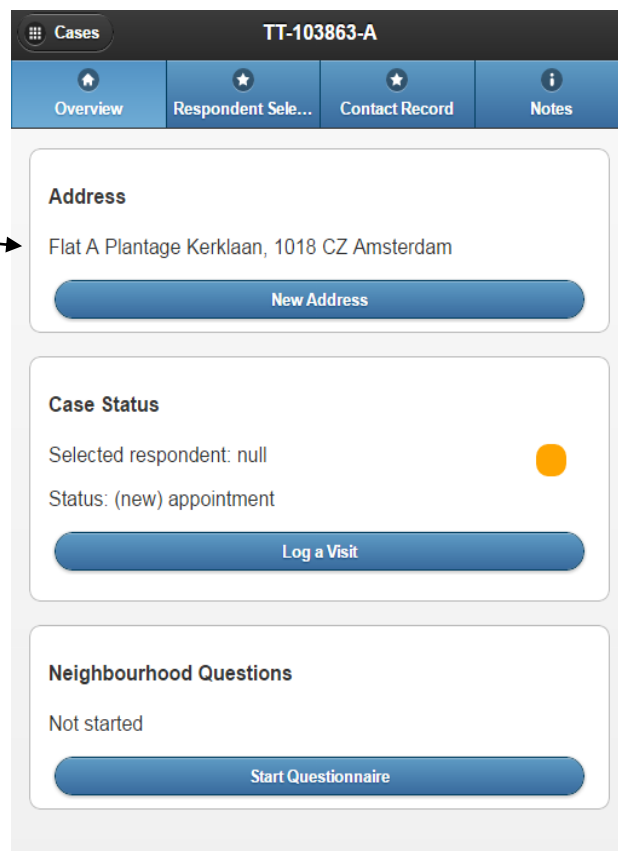 Cases
TT-103863-A
Overview
Respondent Sele...
Contact Record
Notes
Address
Flat A Plantage Kerklaan, 1018 CZ Amsterdam
New Address
Case Status
Selected respondent: null
Status: (new) appointment
Log a Visit
Neighbourhood Questions
Not started
Start Questionnaire